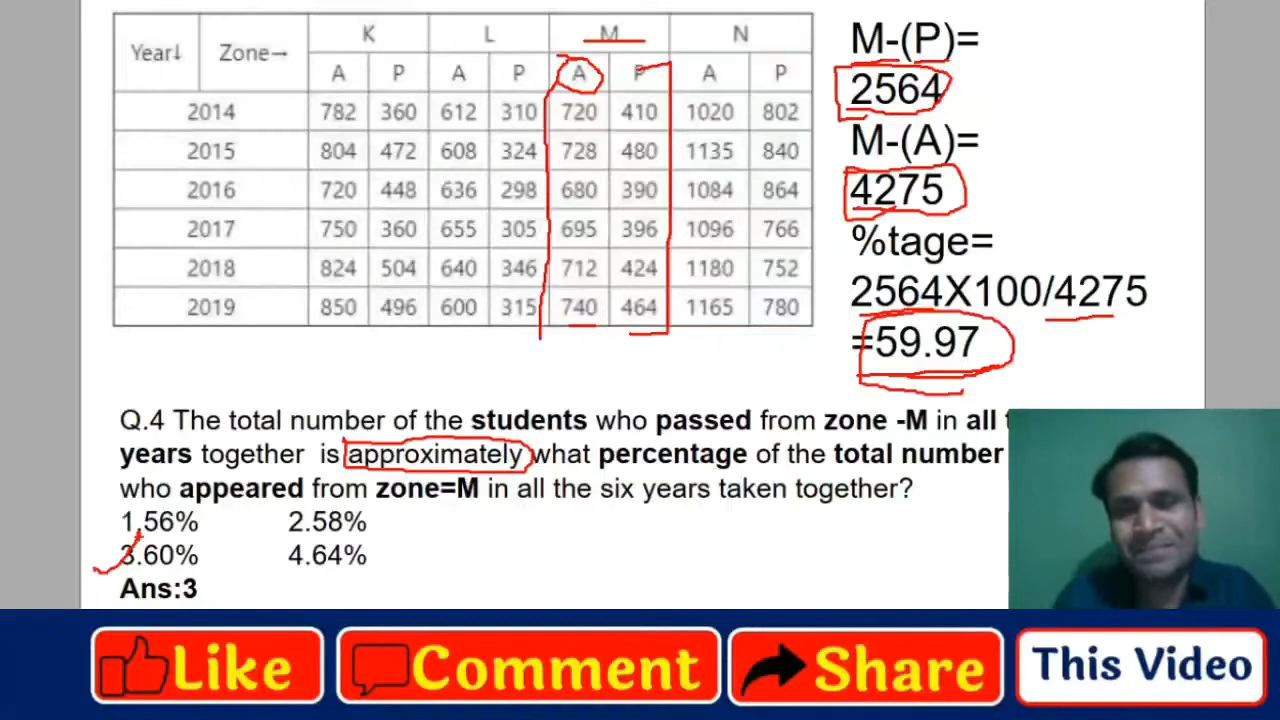 Year↓ Zone→ K L M N
A P A P A P A P
2014 782 360 612 310 720 410 1020 802
2015 804 472 608 324 728 480 1135 840
2016 720 448 636 298 680 390 1084 864
2017 750 360 655 305 695 396 1096 766
2018 824 504 640 346 712 424 1180 752
2019 850 496 600 315 740 464 1165 780
M-(P)=
2564
M-(A)=
4275
%tage=
2564X100/4275
=59.97
Q.4 The total number of the students who passed from zone -M in all
years together is approximately what percentage of the total number
who appeared from zone=M in all the six years taken together?
1.56% 2.58%
3.60% 4.64%
Ans:3
Like Comment Share This Video